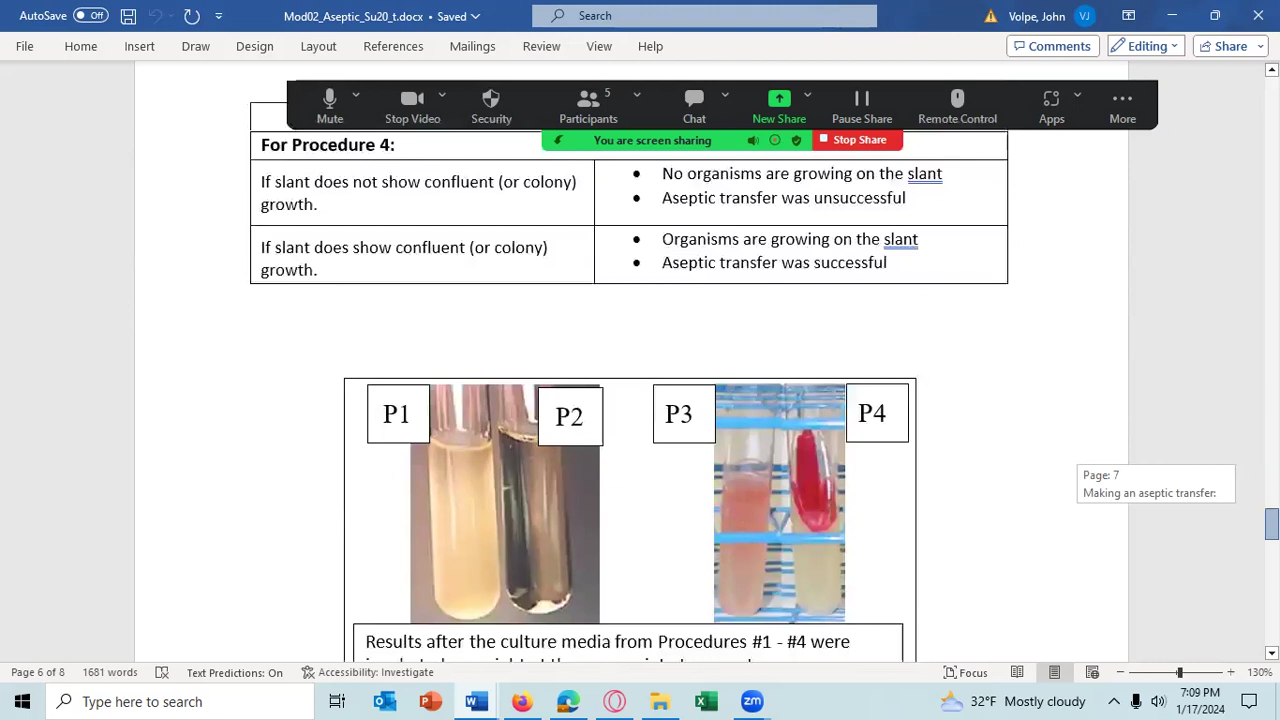 AutoSave Off Mod02_Aseptic_Su20_t.docx • Saved Search Volpe, John VJ
File Home Insert Draw Design Layout References Mailings Review View Help Comments Editing Share
5
Mute Stop Video Security Participants Chat New Share Pause Share Remote Control Apps More
You are screen sharing Stop Share
For Procedure 4:
If slant does not show confluent (or colony)
growth.
• No organisms are growing on the slant
• Aseptic transfer was unsuccessful
If slant does show confluent (or colony)
growth.
• Organisms are growing on the slant
• Aseptic transfer was successful
P1 P2 P3 P4
Page: 7
Making an aseptic transfer:
Results after the culture media from Procedures #1 - #4 were
Page 6 of 8 1681 words Text Predictions: On Accessibility: Investigate Focus 130%
Type here to search 32°F Mostly cloudy 7:09 PM
1/17/2024